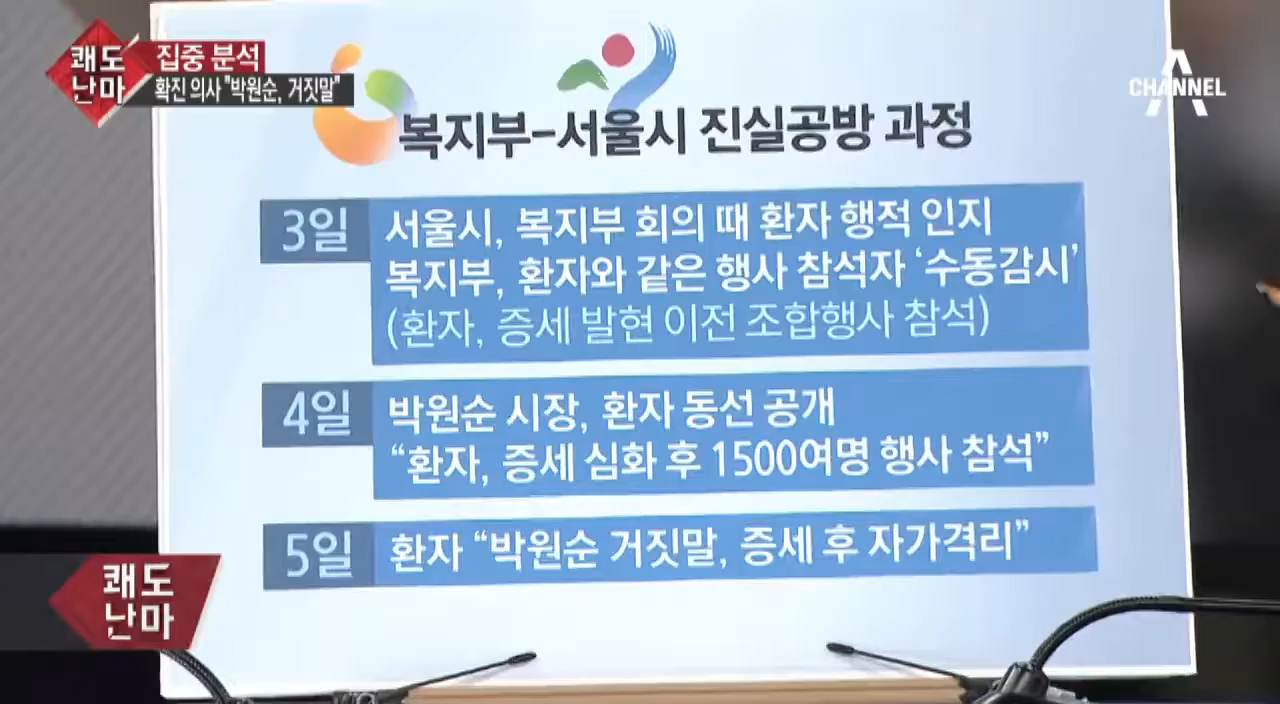 쾌도
난마
집중 분석
확진 의사 "박원순, 거짓말"
CHANNEL A
복지부-서울시 진실공방 과정
3일
서울시, 복지부 회의 때 환자 행적 인지
복지부, 환자와 같은 행사 참석자 ‘수동감시’
(환자, 증세 발현 이전 조합행사 참석)
4일
박원순 시장, 환자 동선 공개
“환자, 증세 심화 후 1500여명 행사 참석”
5일
환자 “박원순 거짓말, 증세 후 자가격리”
쾌도
난마